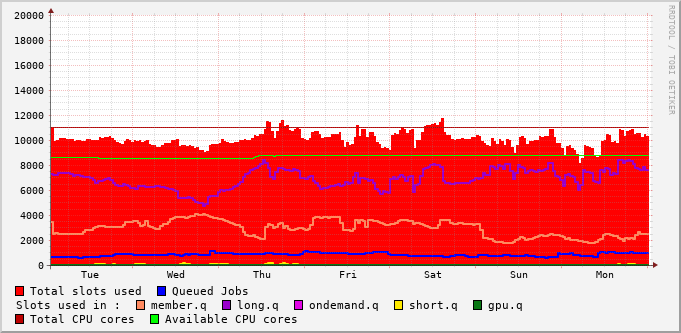 20000
18000
16000
14000
12000
10000
8000
6000
4000
2000
0
Tue Wed Thu Fri Sat Sun Mon
RRDTOOL / TOBI OETIKER
Total slots used Queued Jobs
Slots used in : member.q long.q ondemand.q short.q gpu.q
Total CPU cores Available CPU cores